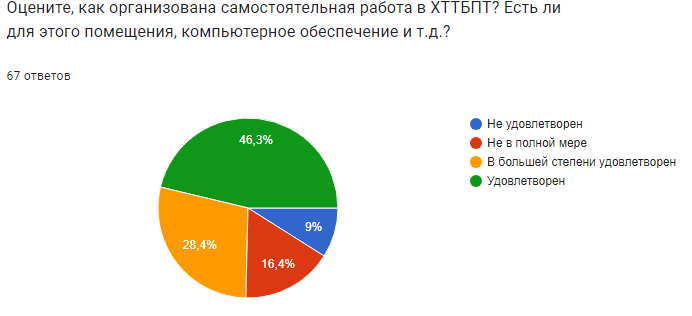 Оцените, как организована самостоятельная работа в ХТТБПТ? Есть ли
для этого помещения, компьютерное обеспечение и т.д.?
67 ответов
46,3%
9%
28,4%
16,4%
Не удовлетворен
Не в полной мере
В большей степени удовлетворен
Удовлетворен